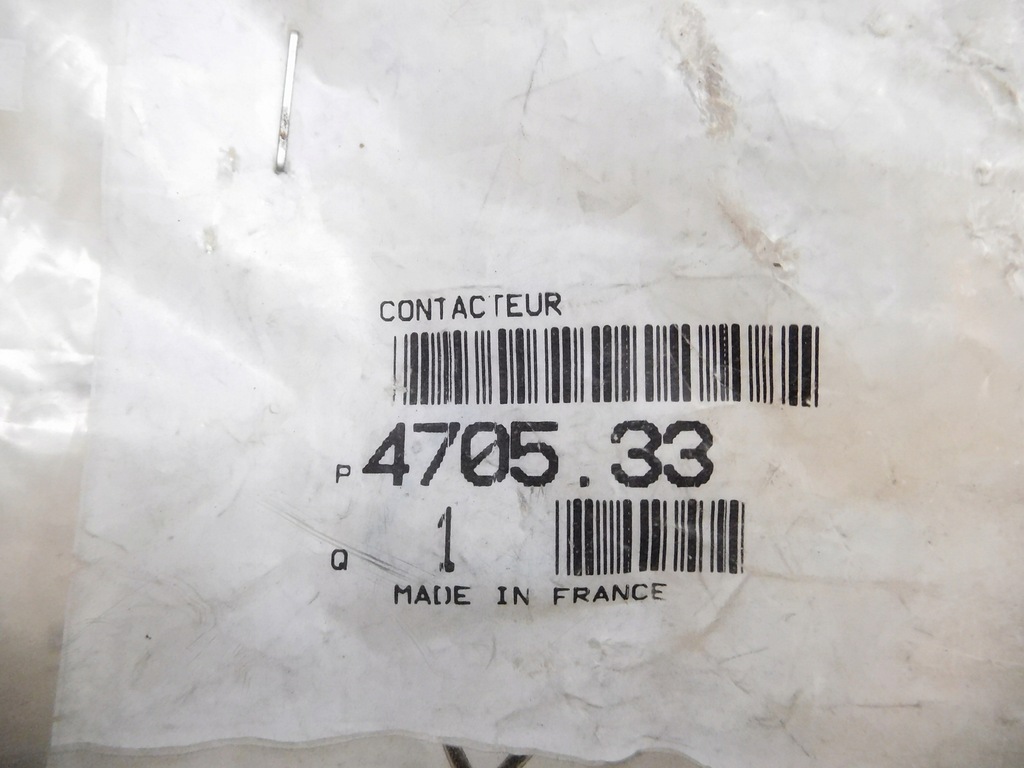 CONTACTEUR
P 4705.33
Q 1
MADE IN FRANCE